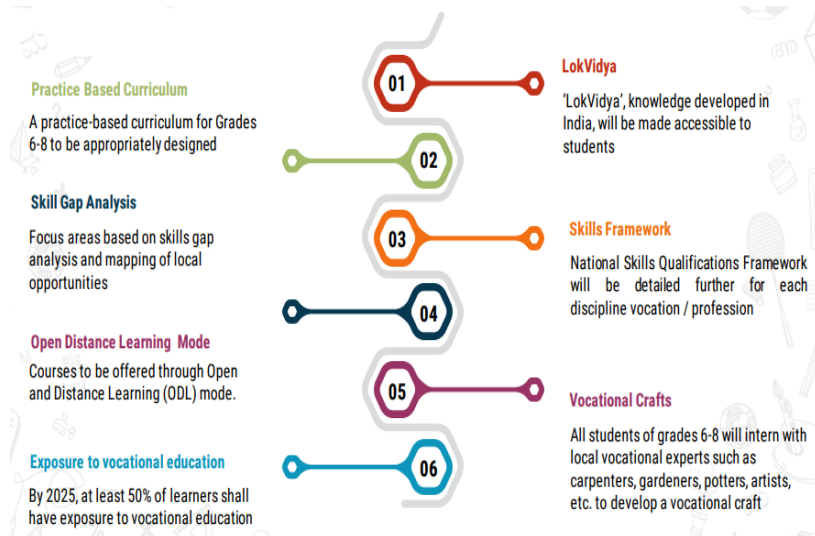 01
LokVidya
'LokVidya', knowledge developed in
India, will be made accessible to
students
Practice Based Curriculum
A practice-based curriculum for Grades
6-8 to be appropriately designed
02
03
Skills Framework
National Skills Qualifications Framework
will be detailed further for each
discipline vocation / profession
Skill Gap Analysis
Focus areas based on skills gap
analysis and mapping of local
opportunities
04
05
Vocational Crafts
All students of grades 6-8 will intern with
local vocational experts such as
carpenters, gardeners, potters, artists,
etc. to develop a vocational craft
Open Distance Learning Mode
Courses to be offered through Open
and Distance Learning (ODL) mode.
Exposure to vocational education
By 2025, at least 50% of learners shall
have exposure to vocational education
06